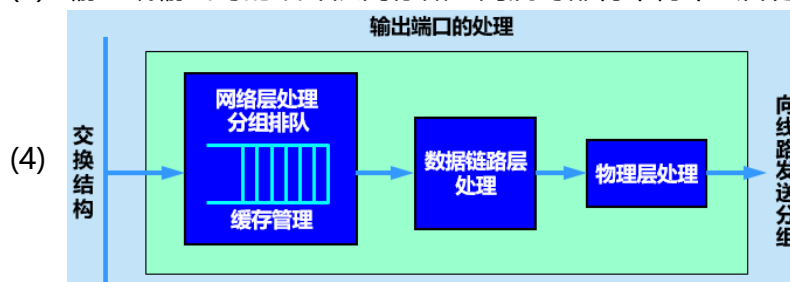 输出端口的处理
网络层处理
分组排队
缓存管理
交换结构
(4)
数据链路层
处理
物理层处理
向线路发送分组